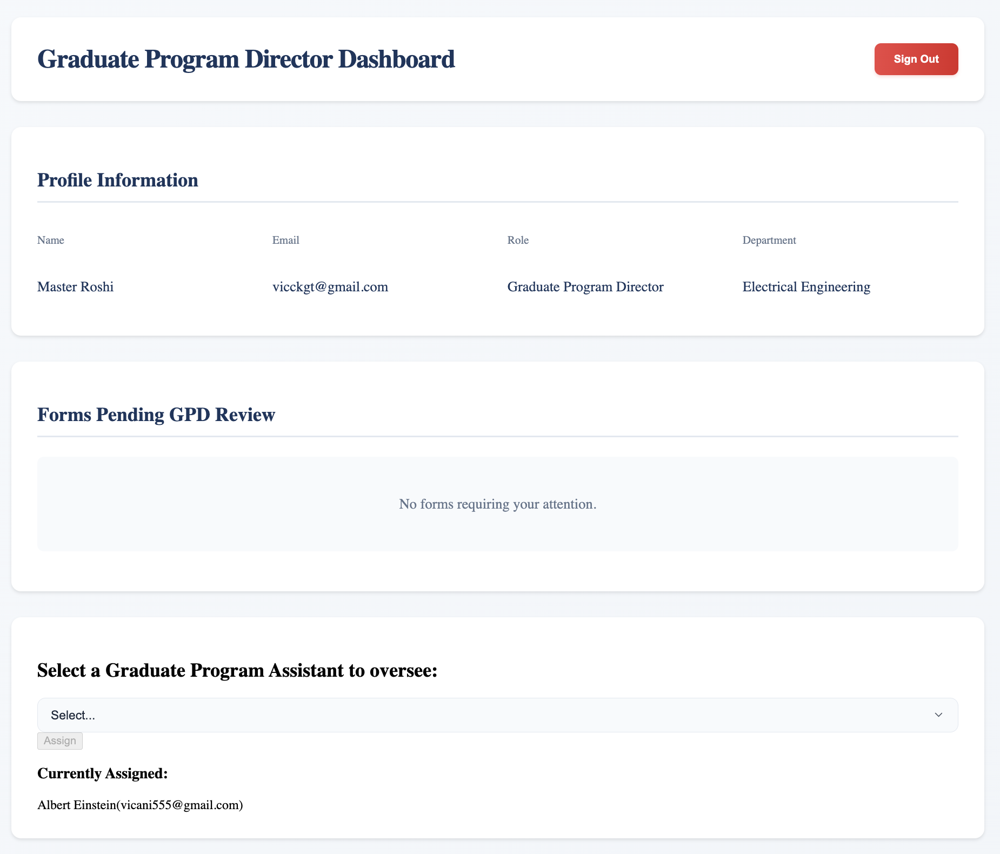 Graduate Program Director Dashboard
Sign Out
Profile Information
Name Email Role Department
Master Roshi vicckgt@gmail.com Graduate Program Director Electrical Engineering
Forms Pending GPD Review
No forms requiring your attention.
Select a Graduate Program Assistant to oversee:
Select...
Assign
Currently Assigned:
Albert Einstein(vicani555@gmail.com)